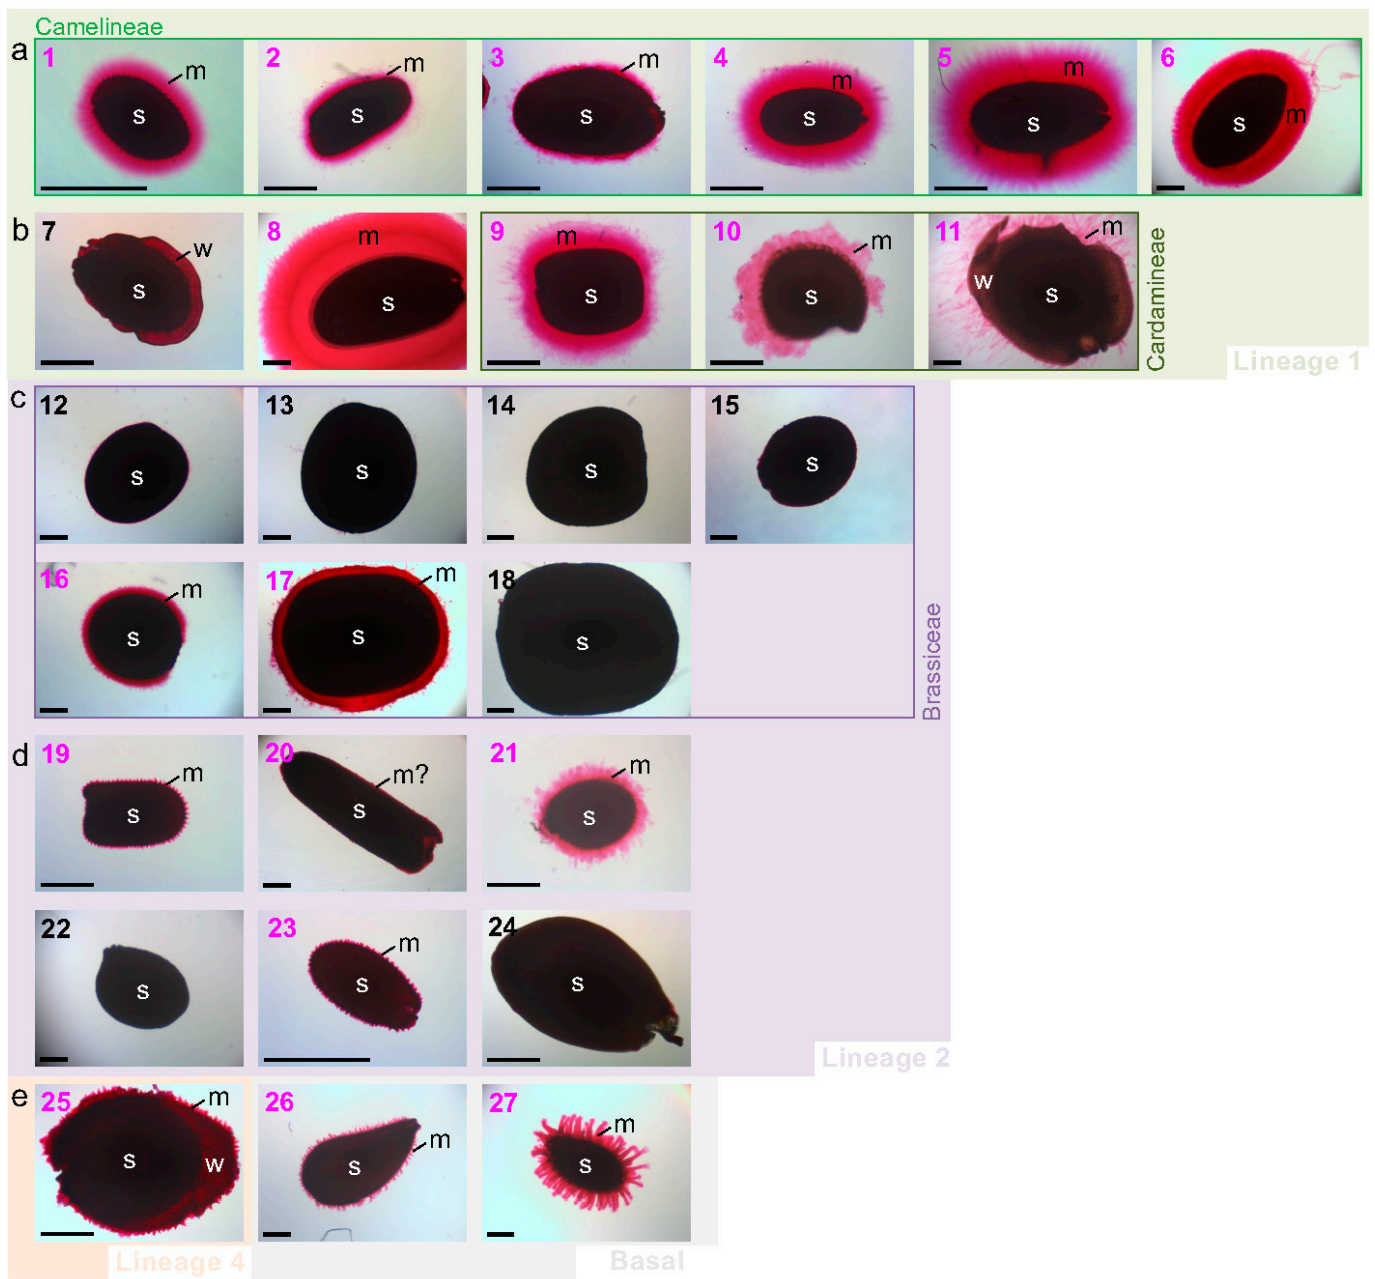 Camelineae
a
1 m s
2 m s
3 m s
4 m s
5 m s
6 m s
b
7 w s
8 m s
9 m s
10 m s
11 m w s
Cardamineae
Lineage 1
c
12 s
13 s
14 s
15 s
16 m s
17 m s
18 s
Brassiceae
d
19 m s
20 m? s
21 m s
22 s
23 m s
24 s
Lineage 2
e
25 m s w
26 m s
27 m s
Lineage 4
Basal